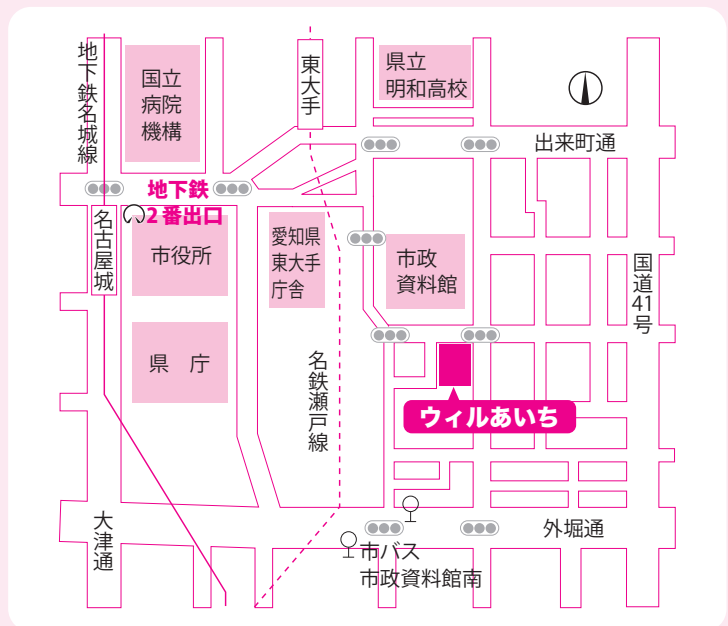 地下鉄名城線
国立
病院
機構
東大手
県立
明和高校
出来町通
地下鉄
2番出口
名古屋城
市役所
愛知県
東大手
庁舎
市政
資料館
国道41号
県 庁
名鉄瀬戸線
ウィルあいち
大津通
外堀通
市バス
市政資料館南